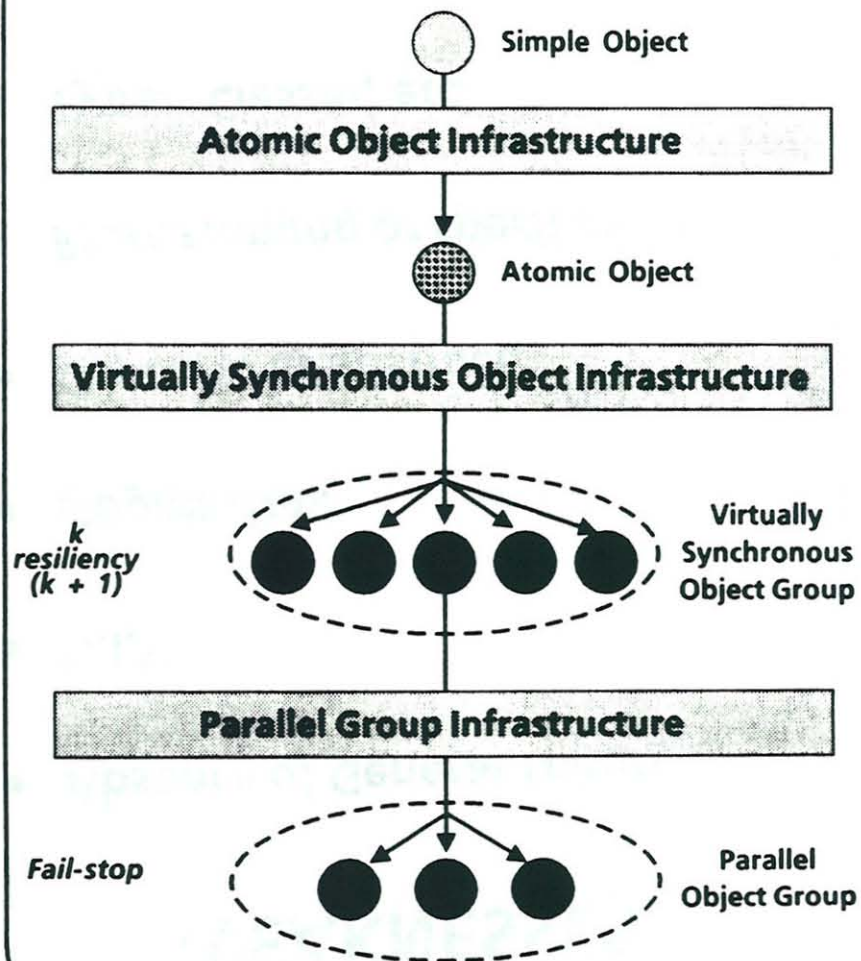 Simple Object
Atomic Object Infrastructure
Atomic Object
Virtually Synchronous Object Infrastructure
k
resiliency
(k + 1)
Virtually
Synchronous
Object Group
Parallel Group Infrastructure
Fail-stop
Parallel
Object Group